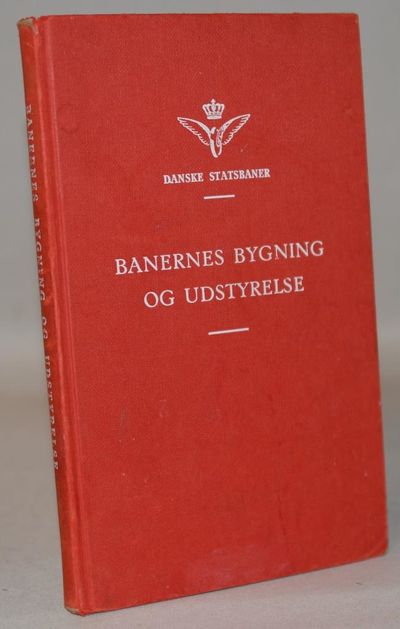 DANSKE STATSBANER
BANERNES BYGNING
OG UDSTYRELSE
BANERNES BYGNING OG UDSTYRELSE